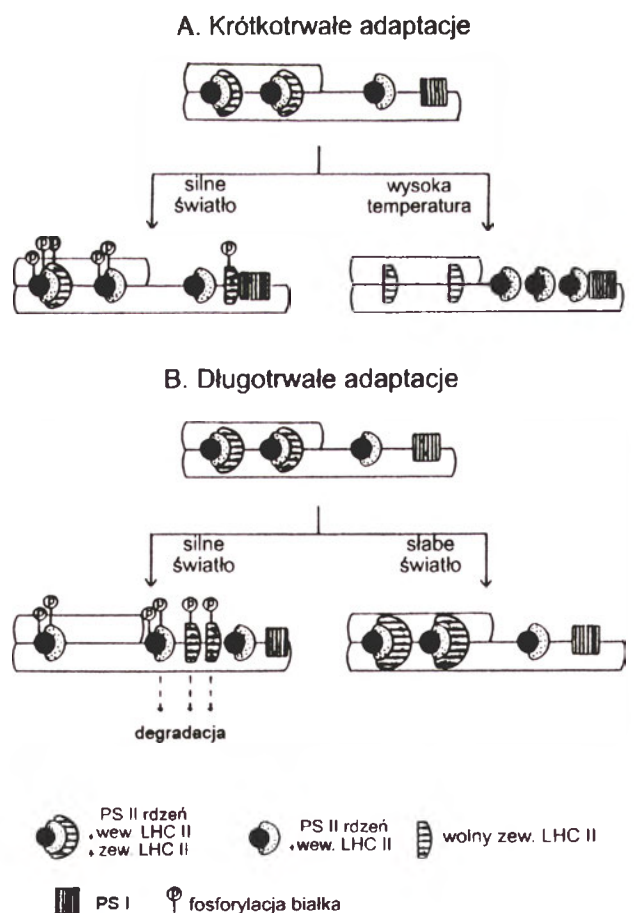 A. Krótkotrwałe adaptacje
silne
światło
wysoka
temperatura
P P
P P
P
B. Długotrwałe adaptacje
silne
światło
słabe
światło
P P
P P
P P
degradacja
PS II rdzeń
+ wew. LHC II
+ zew. LHC II
PS II rdzeń
+ wew. LHC II
wolny zew. LHC II
PS I
P fosforylacja białka